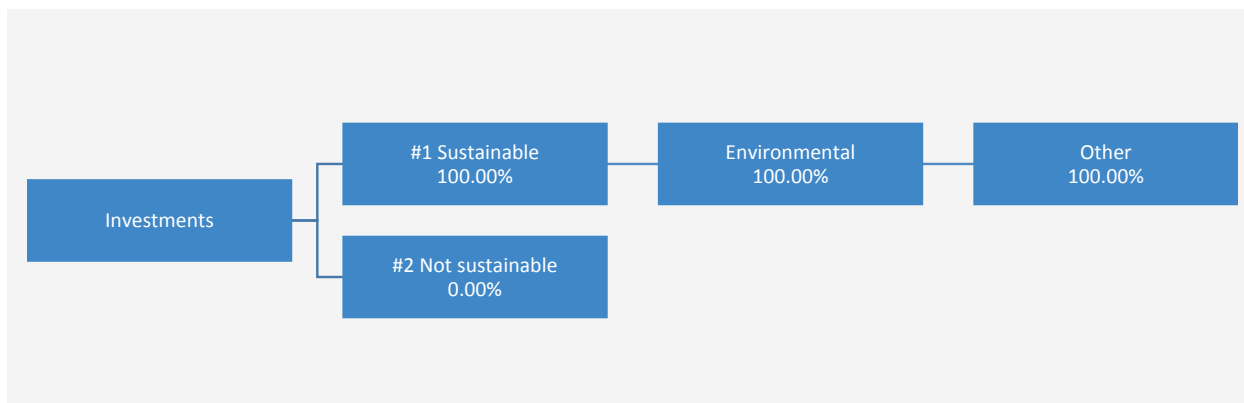 Investments
#1 Sustainable
100.00%
Environmental
100.00%
Other
100.00%
#2 Not sustainable
0.00%